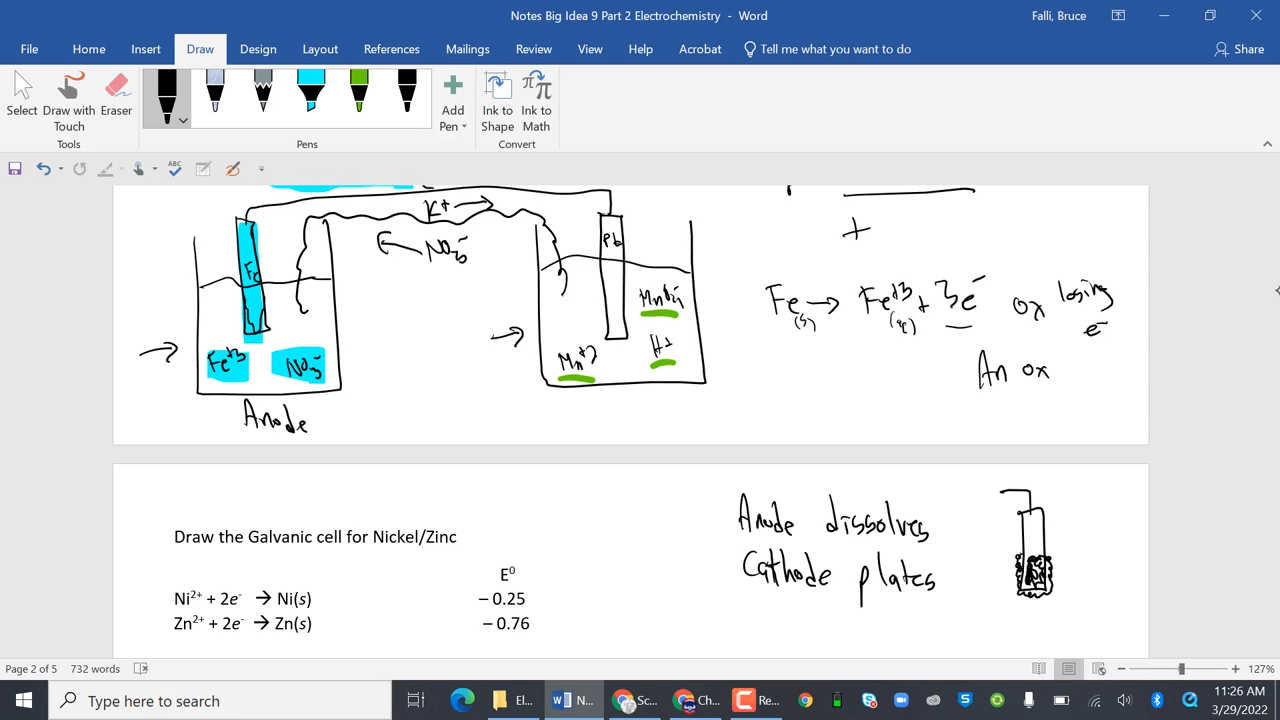 Notes Big Idea 9 Part 2 Electrochemistry - Word
Falli, Bruce
File Home Insert Draw Design Layout References Mailings Review View Help Acrobat Tell me what you want to do
Share
Select
Draw with Touch
Eraser
Add Pen
Ink to Shape
Ink to Math
Tools
Pens
Convert
ABC
K+ →
← NO3-
Fe
Pb
MnO4-
H+
Mn+2
Fe+3
NO3-
Anode
+
Fe(s) → Fe+3(aq) + 3e- ox losing e-
An ox
Anode dissolves
Cathode plates
Draw the Galvanic cell for Nickel/Zinc
E⁰
Ni²⁺ + 2e⁻ → Ni(s) – 0.25
Zn²⁺ + 2e⁻ → Zn(s) – 0.76
Page 2 of 5 732 words
127%
Type here to search
El...
N...
Sc...
Ch...
Re...
11:26 AM
3/29/2022